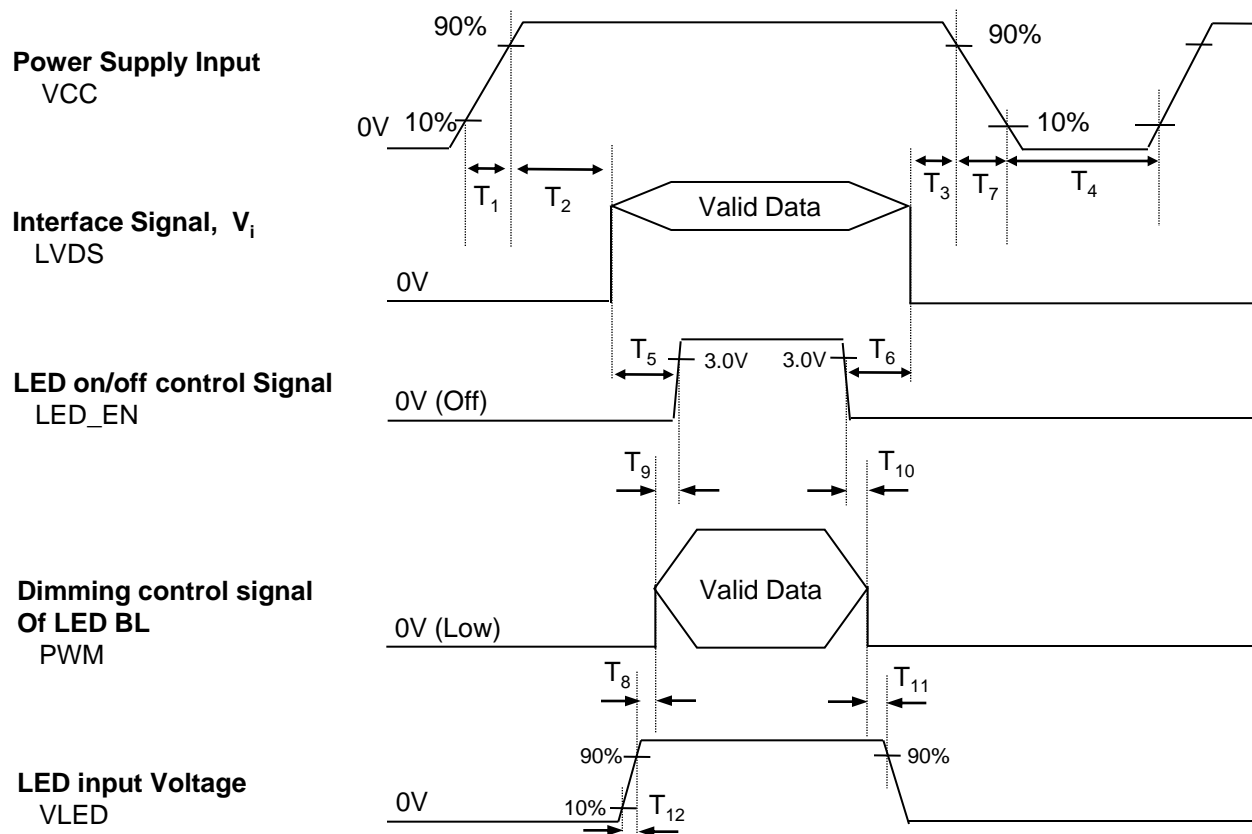 90%
90%
Power Supply Input
VCC
0V
10%
10%
T1
T2
T3
T7
T4
Interface Signal, Vi
LVDS
Valid Data
0V
T5
3.0V
3.0V
T6
LED on/off control Signal
LED_EN
0V (Off)
T9
T10
Dimming control signal
Of LED BL
PWM
Valid Data
0V (Low)
T8
T11
90%
90%
LED input Voltage
VLED
0V
10%
T12